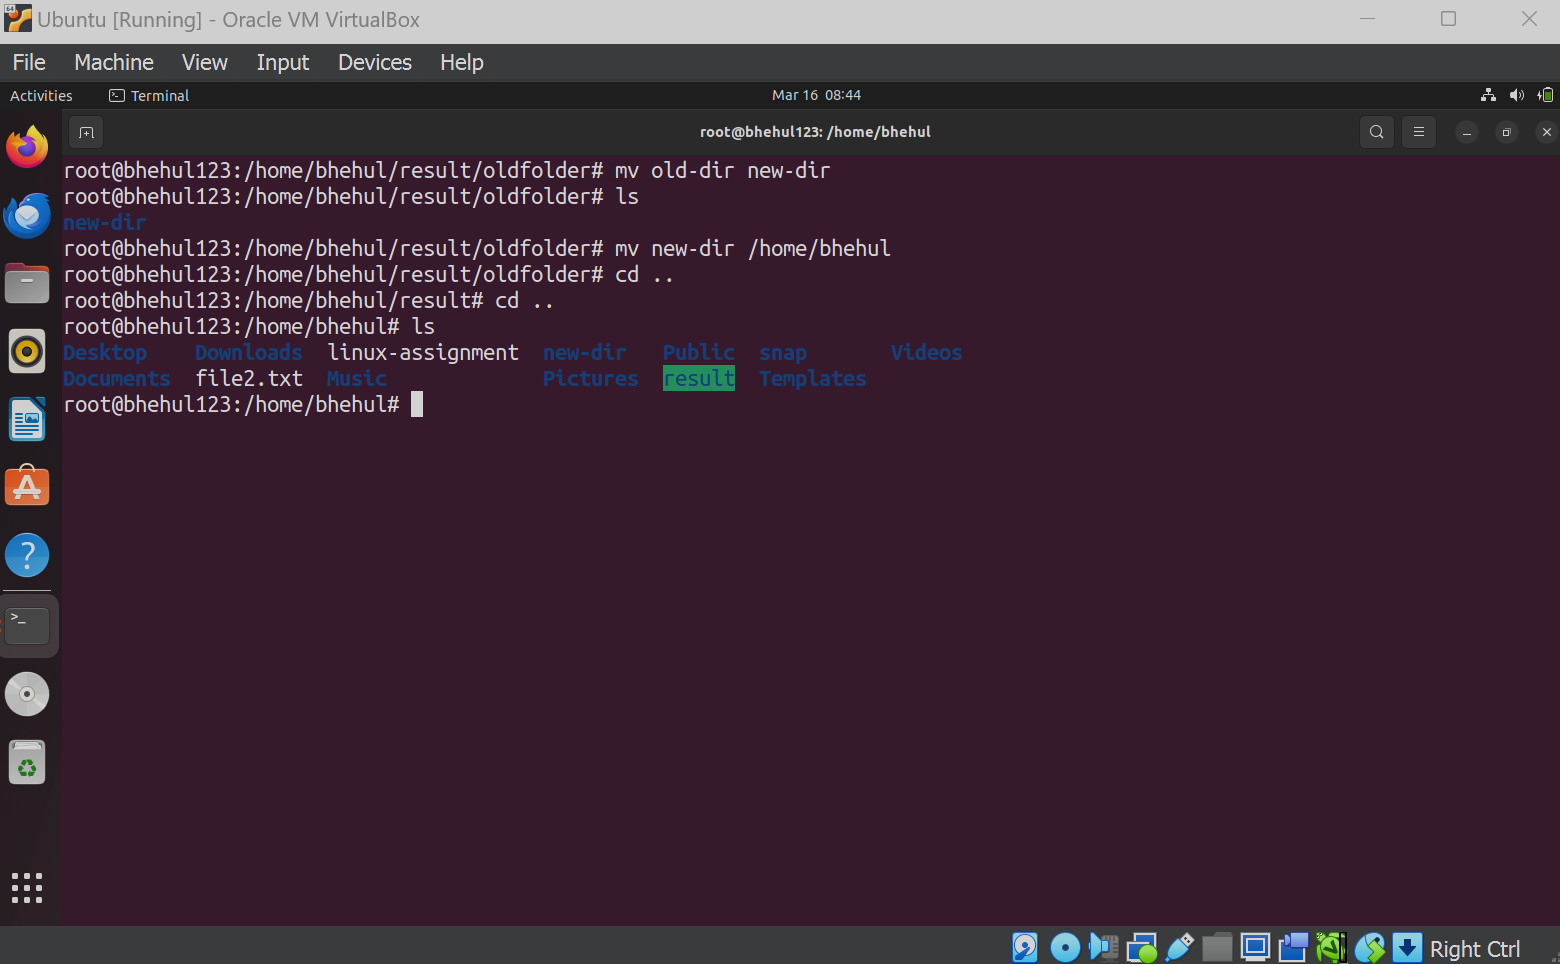 64
Ubuntu [Running] - Oracle VM VirtualBox
File Machine View Input Devices Help
Activities Terminal Mar 16 08:44
root@bhehul123: /home/bhehul
root@bhehul123:/home/bhehul/result/oldfolder# mv old-dir new-dir
root@bhehul123:/home/bhehul/result/oldfolder# ls
new-dir
root@bhehul123:/home/bhehul/result/oldfolder# mv new-dir /home/bhehul
root@bhehul123:/home/bhehul/result/oldfolder# cd ..
root@bhehul123:/home/bhehul/result# cd ..
root@bhehul123:/home/bhehul# ls
Desktop Downloads linux-assignment new-dir Public snap Videos
Documents file2.txt Music Pictures result Templates
root@bhehul123:/home/bhehul#
Right Ctrl